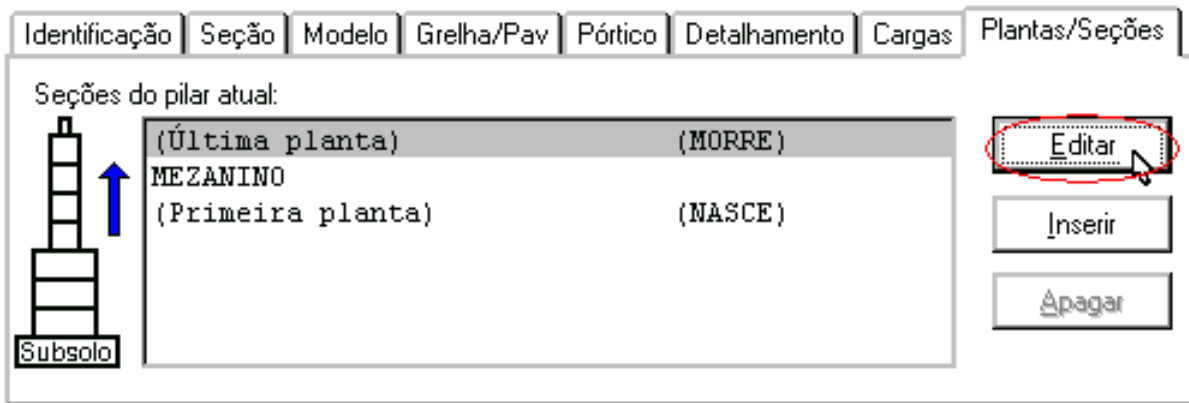 Identificação Seção Modelo Grelha/Pav Pórtico Detalhamento Cargas Plantas/Seções
Seções do pilar atual:
(Última planta) (MORRE)
MEZANINO
(Primeira planta) (NASCE)
Subsolo
Editar
Inserir
Apagar